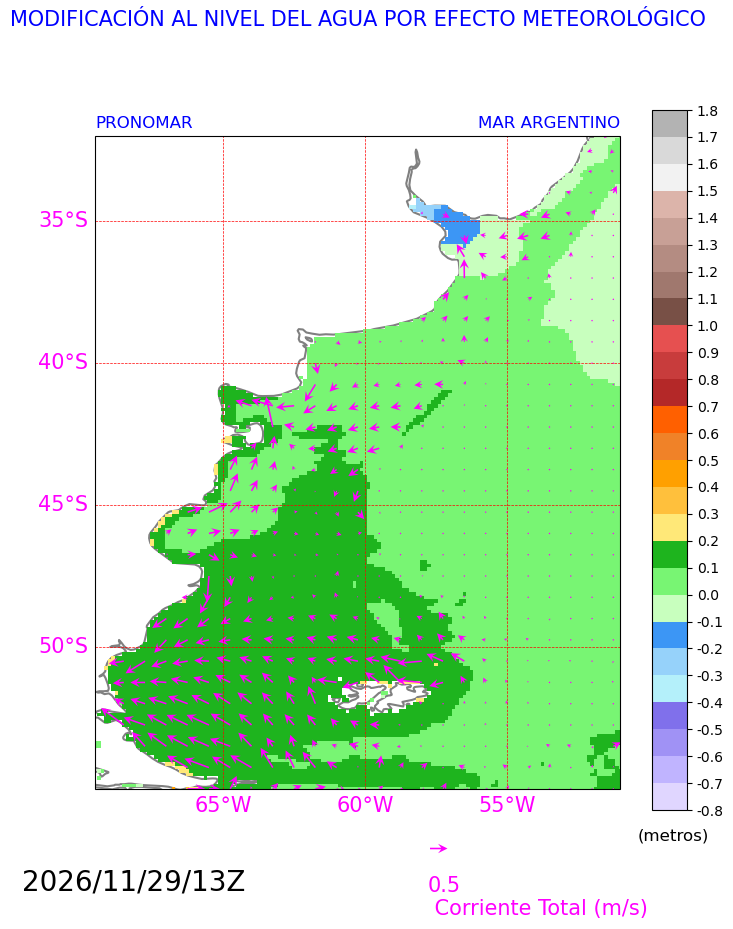 MODIFICACIÓN AL NIVEL DEL AGUA POR EFECTO METEOROLÓGICO
PRONOMAR MAR ARGENTINO
35°S
40°S
45°S
50°S
65°W 60°W 55°W
1.8
1.7
1.6
1.5
1.4
1.3
1.2
1.1
1.0
0.9
0.8
0.7
0.6
0.5
0.4
0.3
0.2
0.1
0.0
-0.1
-0.2
-0.3
-0.4
-0.5
-0.6
-0.7
-0.8
(metros)
2026/11/29/13Z
0.5
Corriente Total (m/s)